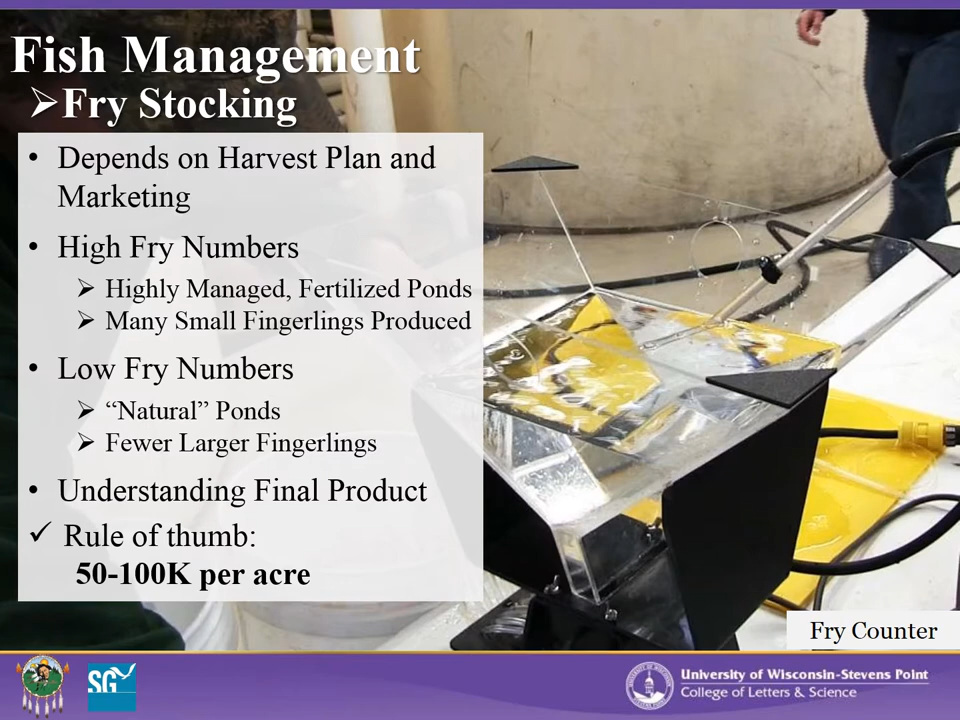 Fish Management
➢Fry Stocking
• Depends on Harvest Plan and
Marketing
• High Fry Numbers
➢ Highly Managed, Fertilized Ponds
➢ Many Small Fingerlings Produced
• Low Fry Numbers
➢ “Natural” Ponds
➢ Fewer Larger Fingerlings
• Understanding Final Product
✓ Rule of thumb:
50-100K per acre
Fry Counter
SG
University of Wisconsin-Stevens Point
College of Letters & Science